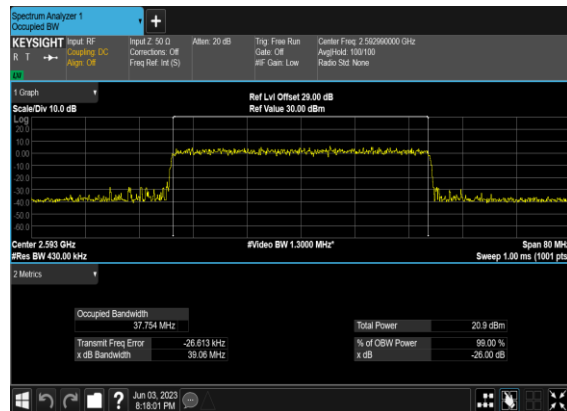 Spectrum Analyzer 1
Occupied BW
+
KEYSIGHT Input: RF Input Z: 50 Ω Atten: 20 dB Trig: Free Run Center Freq: 2.592990000 GHz
R T Coupling: DC Corrections: Off Gate: Off Avg|Hold: 100/100
Align: Off Freq Ref: Int (S) #IF Gain: Low Radio Std: None
1 Graph
Ref Lvl Offset 29.00 dB
Scale/Div 10.0 dB Ref Value 30.00 dBm
Log
20.0
10.0
0.00
-10.0
-20.0
-30.0
-40.0
-50.0
-60.0
Center 2.593 GHz #Video BW 1.3000 MHz* Span 80 MHz
#Res BW 430.00 kHz Sweep 1.00 ms (1001 pts
2 Metrics
Occupied Bandwidth
37.754 MHz Total Power 20.9 dBm
Transmit Freq Error -26.613 kHz % of OBW Power 99.00 %
x dB Bandwidth 39.06 MHz x dB -26.00 dB
? Jun 03, 2023
8:18:01 PM